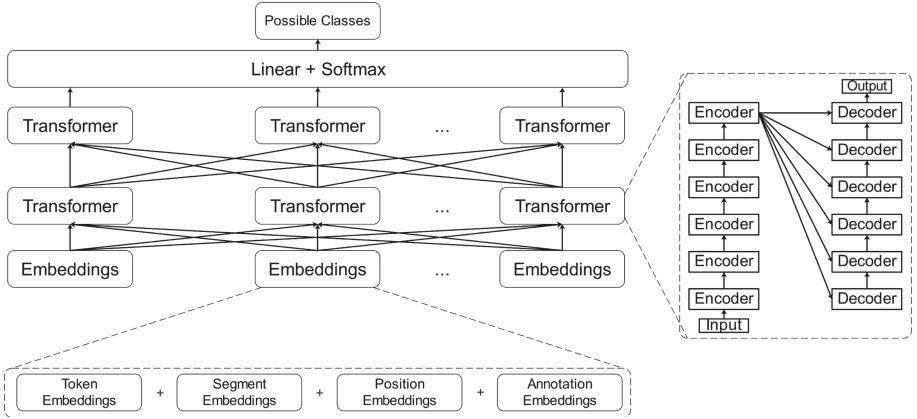 Possible Classes
Linear + Softmax
Transformer Transformer ... Transformer
Transformer Transformer ... Transformer
Embeddings Embeddings ... Embeddings
Token
Embeddings
+
Segment
Embeddings
+
Position
Embeddings
+
Annotation
Embeddings
Output
Encoder Decoder
Encoder Decoder
Encoder Decoder
Encoder Decoder
Encoder Decoder
Encoder Decoder
Input